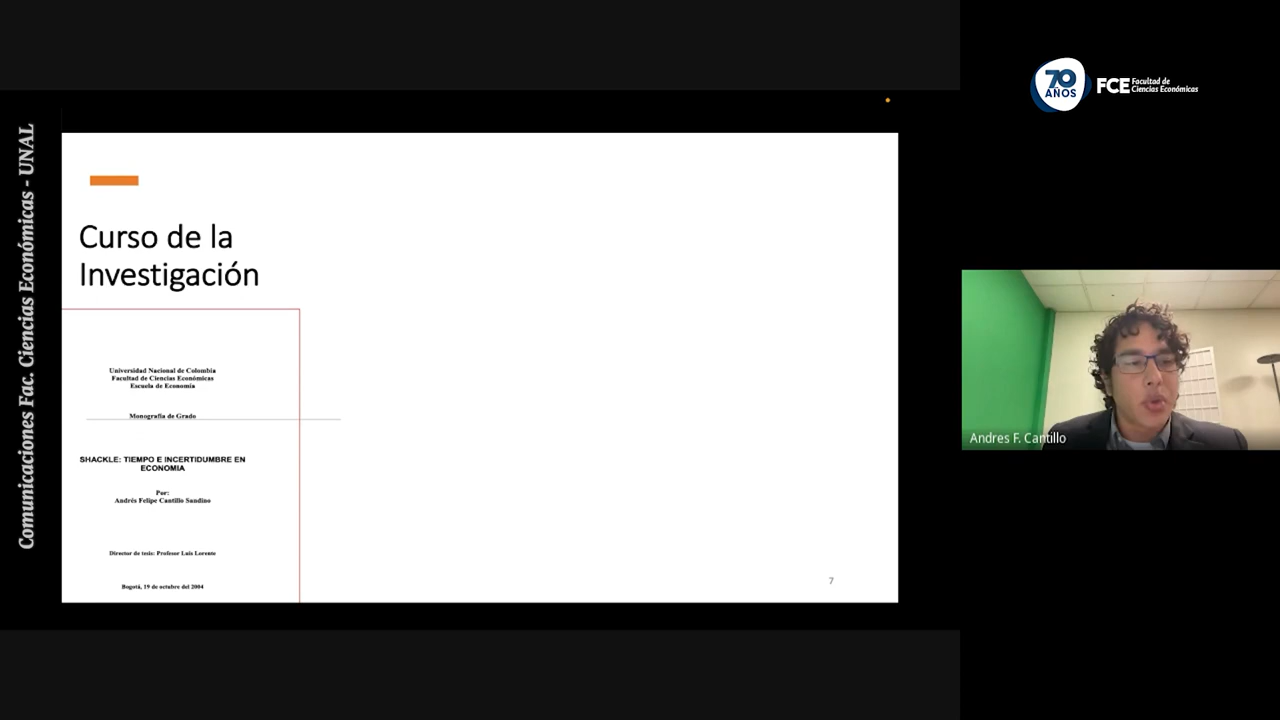 Comunicaciones Fac. Ciencias Económicas - UNAL
70
AÑOS
FCE
Facultad de
Ciencias Económicas
Curso de la
Investigación
Universidad Nacional de Colombia
Facultad de Ciencias Económicas
Escuela de Economía
Monografía de Grado
SHACKLE: TIEMPO E INCERTIDUMBRE EN
ECONOMIA
Por:
Andrés Felipe Cantillo Sandino
Director de tesis: Profesor Luis Lorente
Bogotá, 19 de octubre del 2004
7
Andres F. Cantillo